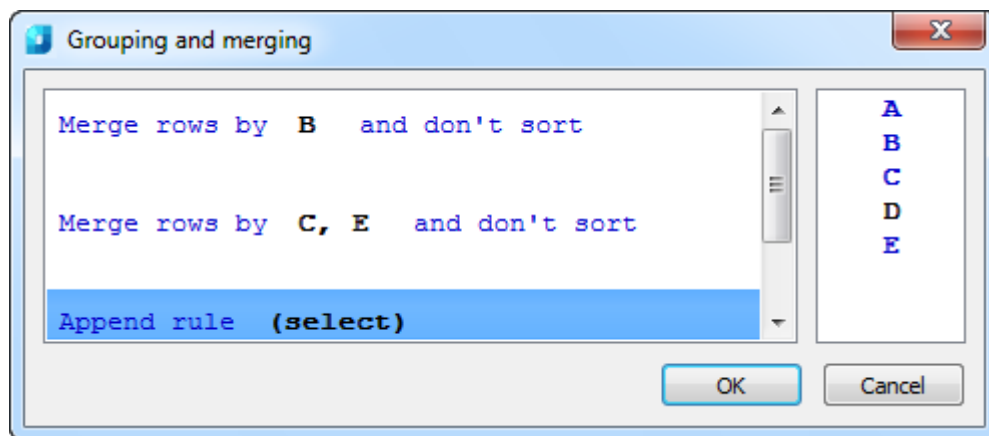 Grouping and merging
Merge rows by B and don't sort
Merge rows by C, E and don't sort
Append rule (select)
A
B
C
D
E
OK Cancel